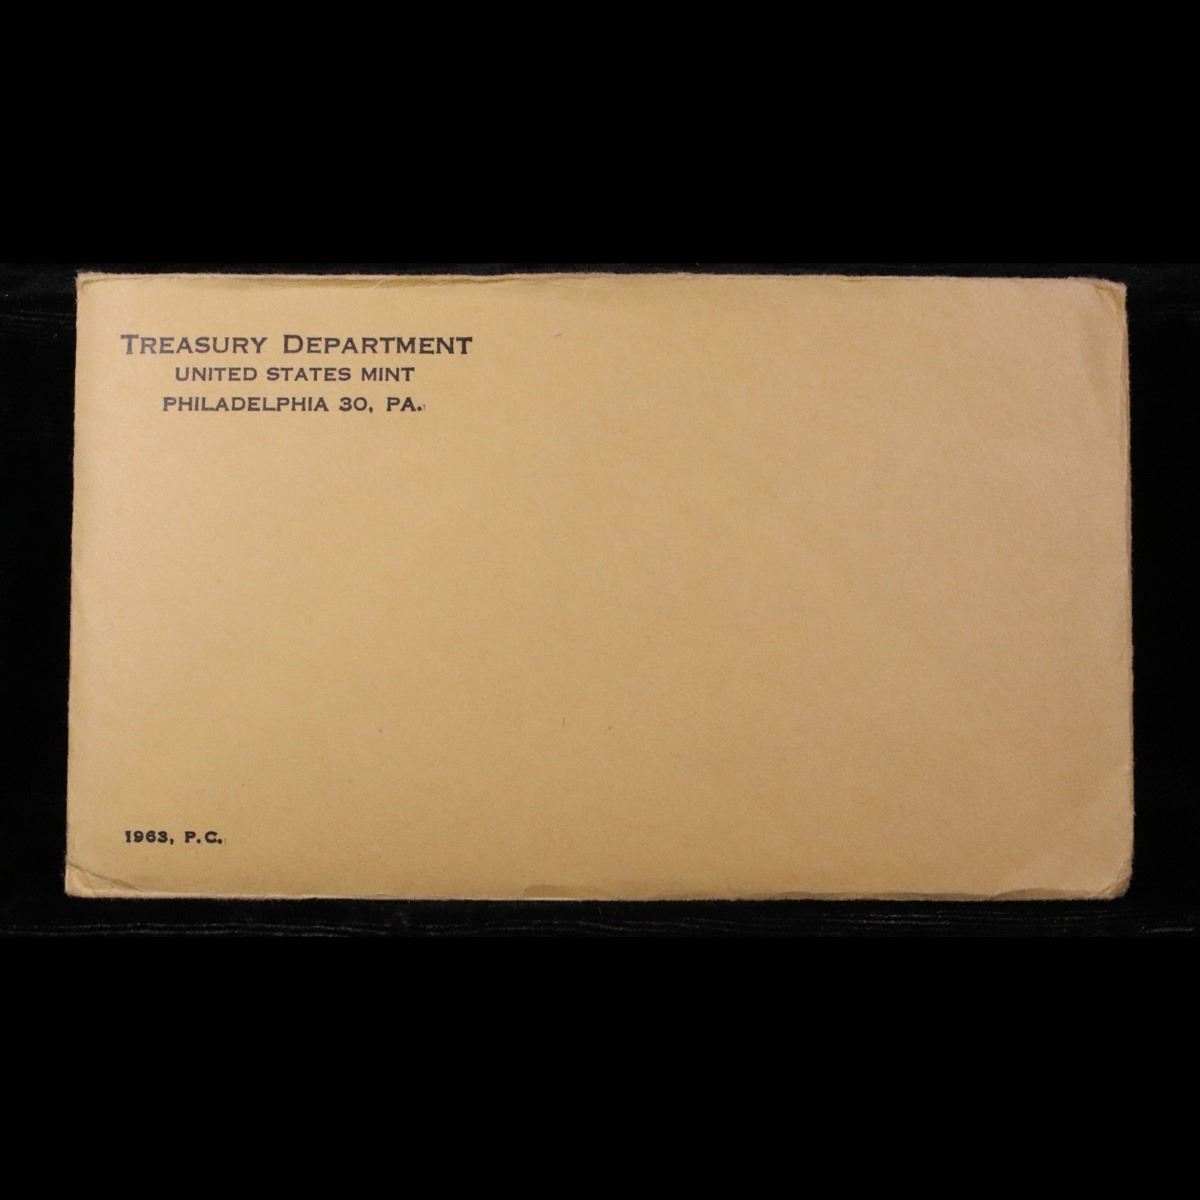 TREASURY DEPARTMENT
UNITED STATES MINT
PHILADELPHIA 30, PA.
1963, P.C.